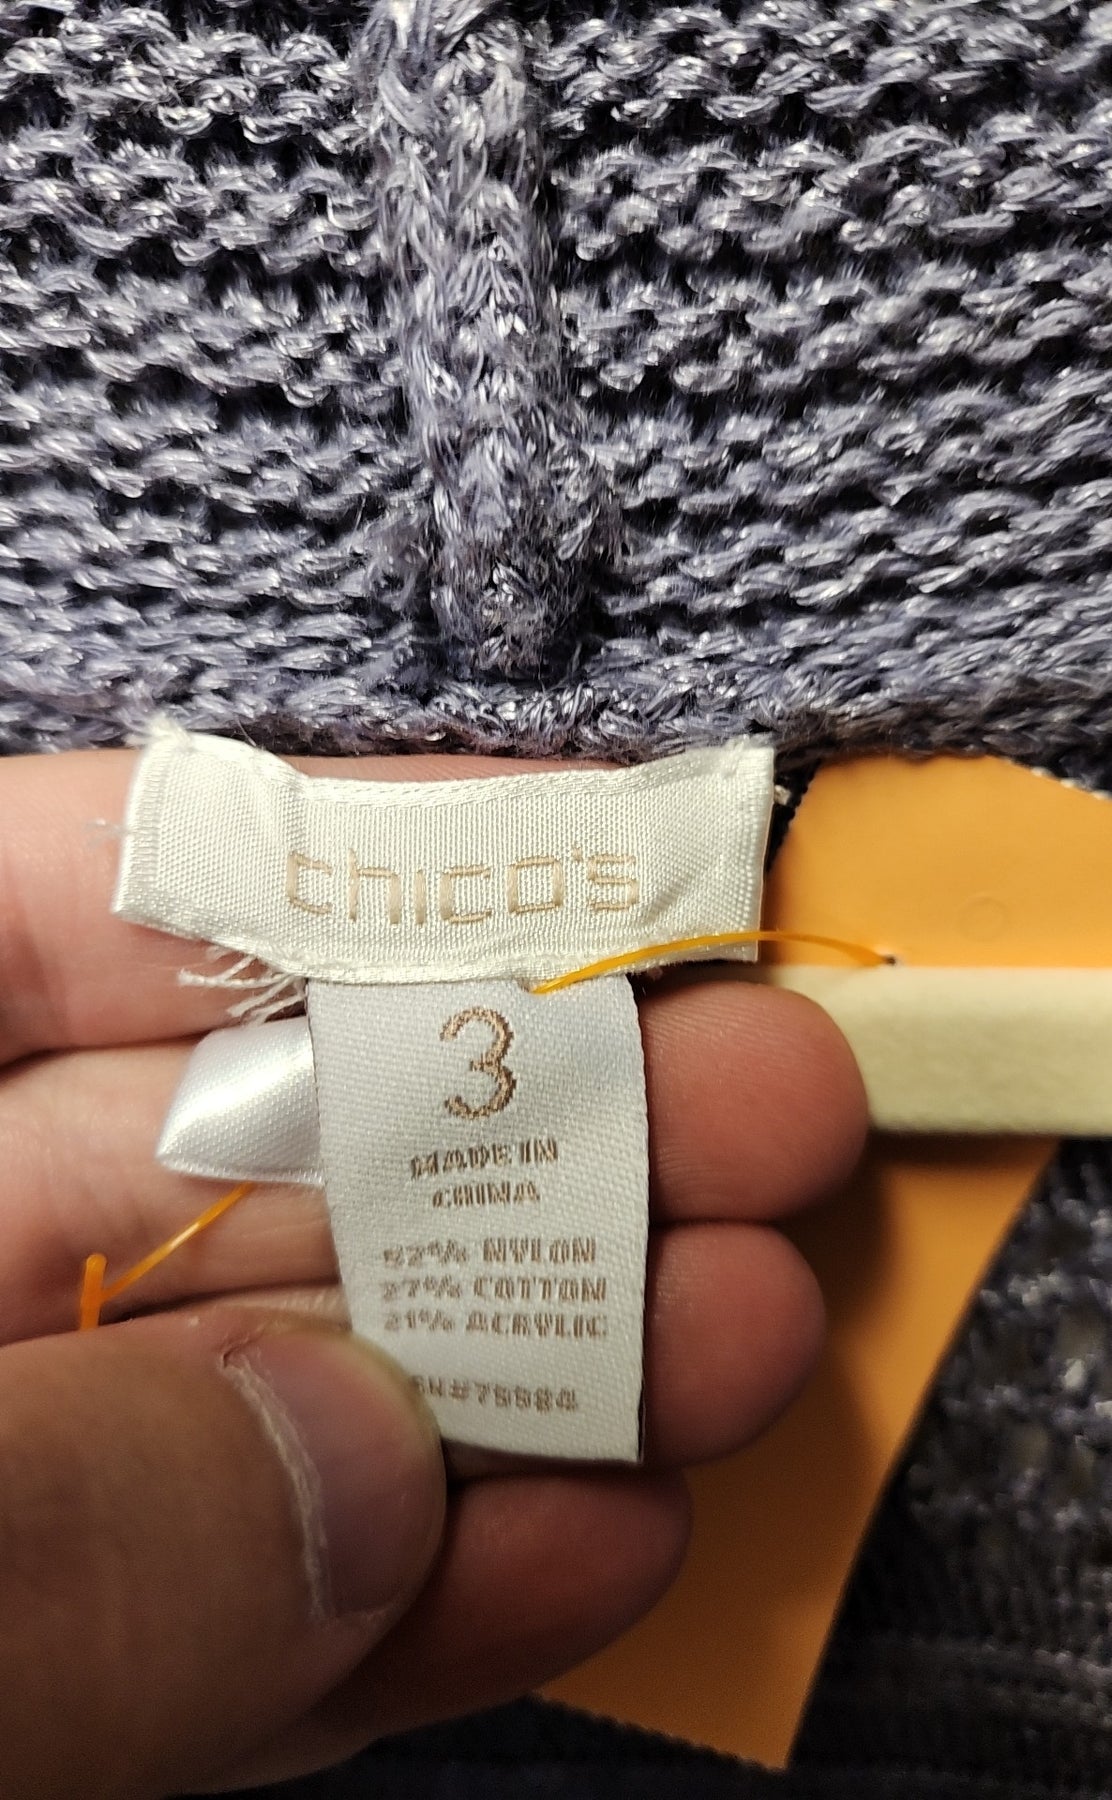 chico's
3
MADE IN
CHINA
52% NYLON
27% COTTON
21% ACRYLIC